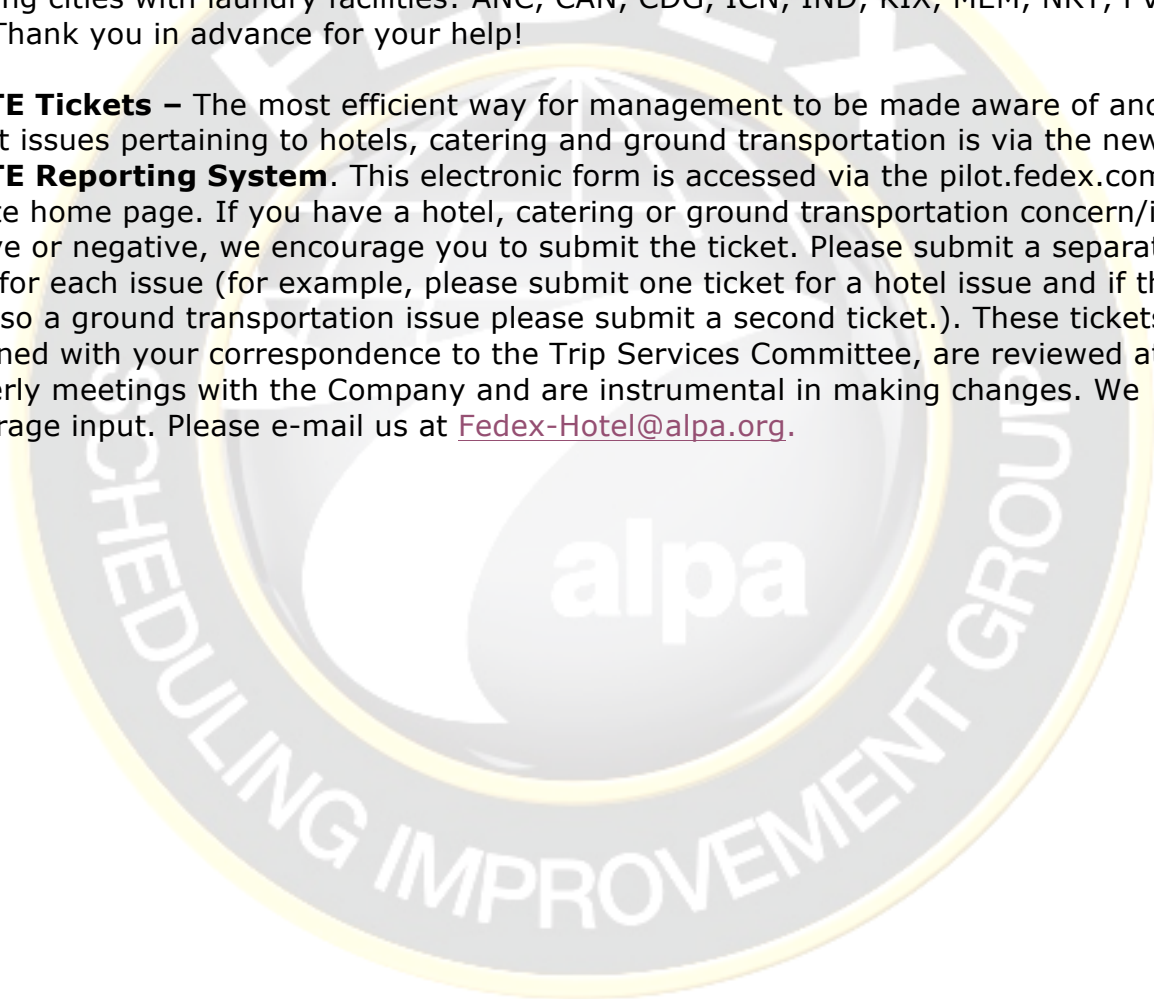 ng cities with laundry facilities: ANC, CAN, CDG, ICN, IND, KIX, MEM, NRT,
Thank you in advance for your help!
TE Tickets – The most efficient way for management to be made aware of and
t issues pertaining to hotels, catering and ground transportation is via the new
TE Reporting System. This electronic form is accessed via the pilot.fedex.com
te home page. If you have a hotel, catering or ground transportation concern/i
ve or negative, we encourage you to submit the ticket. Please submit a separat
for each issue (for example, please submit one ticket for a hotel issue and if th
so a ground transportation issue please submit a second ticket.). These tickets
ned with your correspondence to the Trip Services Committee, are reviewed at
erly meetings with the Company and are instrumental in making changes. We
rage input. Please e-mail us at Fedex-Hotel@alpa.org.
FEDEX
alpa
SCHEDULING IMPROVEMENT GROUP